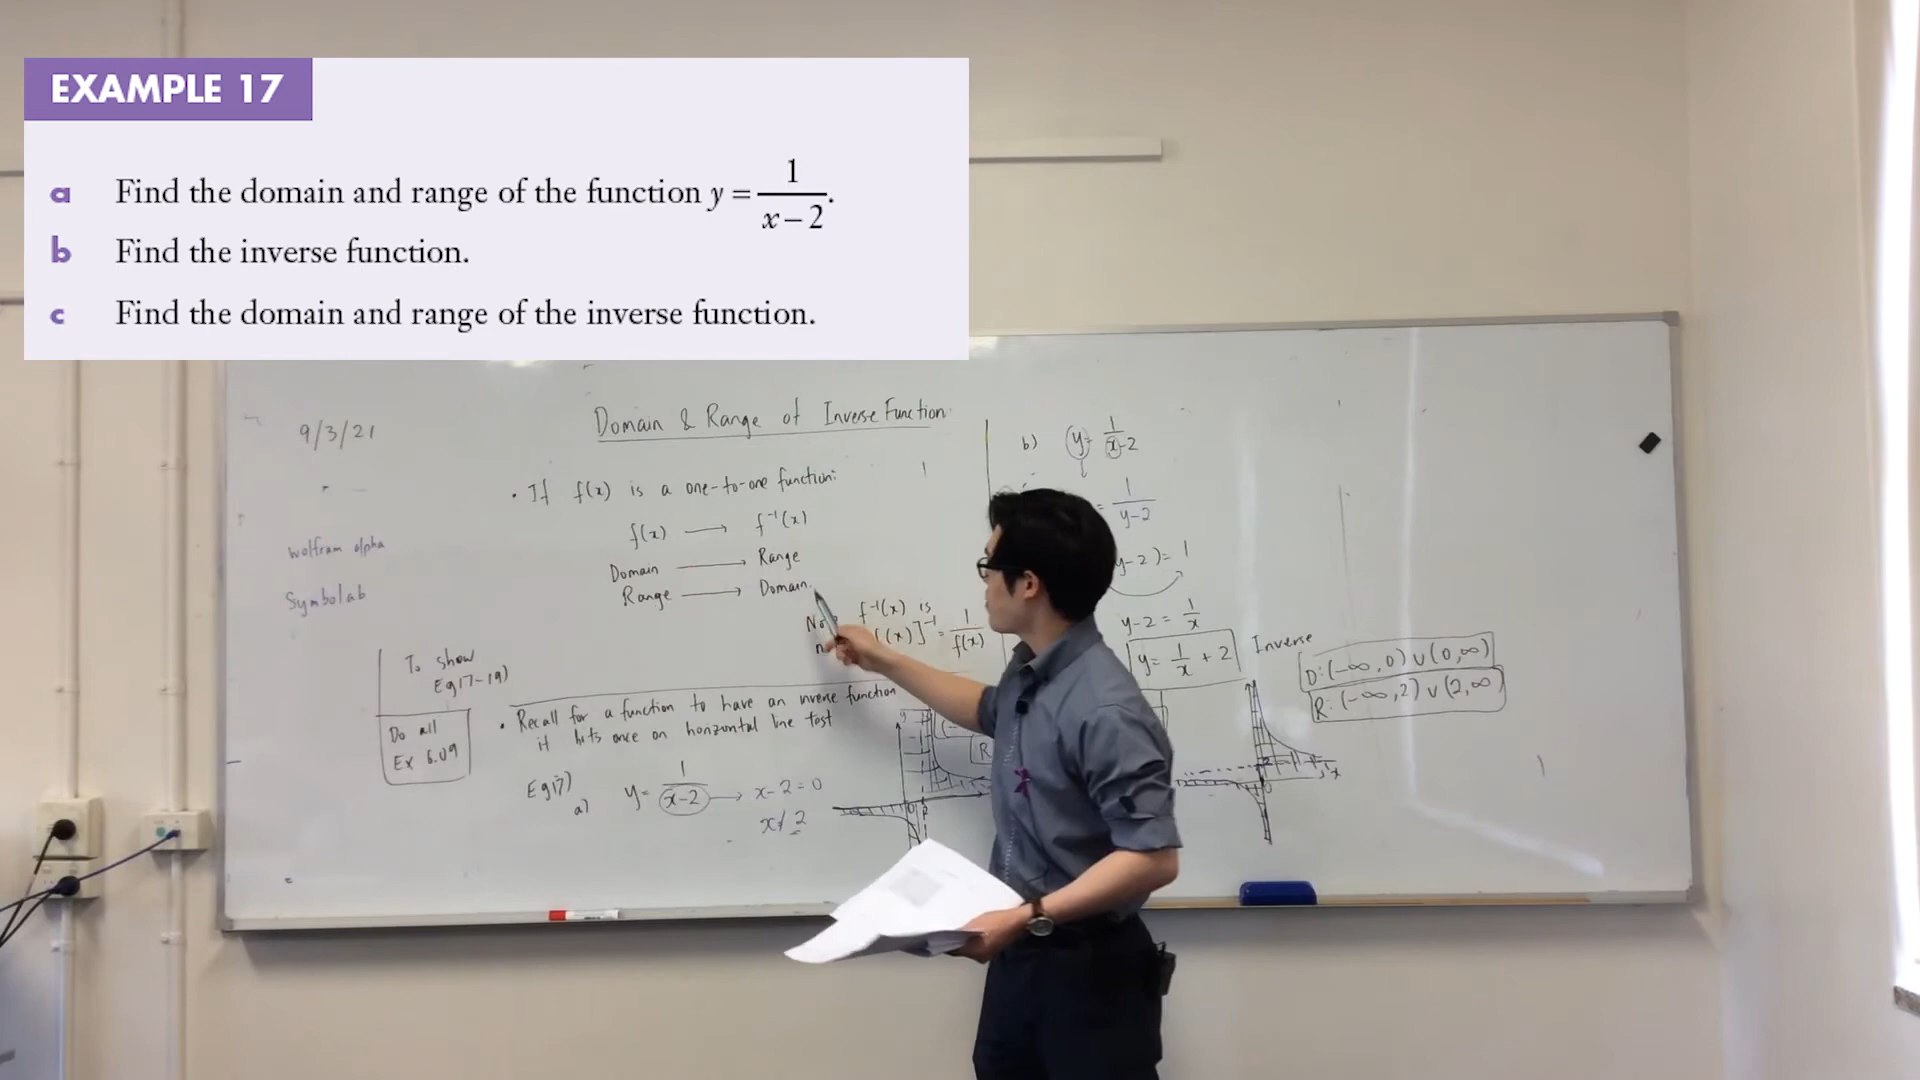 EXAMPLE 17
a Find the domain and range of the function y = 1/(x – 2).
b Find the inverse function.
c Find the domain and range of the inverse function.
9/3/21
wolfram alpha
Symbolab
To show
Eg17-19)
Do all
Ex 6.09
Domain & Range of Inverse Function
• If f(x) is a one-to-one function:
f(x) → f⁻¹(x)
Domain → Range
Range → Domain
f⁻¹(x) is
(x)]⁻¹ = 1/f(x)
• Recall for a function to have an inverse function
it hits once on horizontal line test
Eg17)
a) y = 1/(x-2) → x-2=0
x≠2
R
b) y = 1/(x-2)
= 1/(y-2)
y-2) = 1
y-2 = 1/x
y = 1/x + 2
Inverse
D: (-∞, 0) ∪ (0, ∞)
R: (-∞, 2) ∪ (2, ∞)